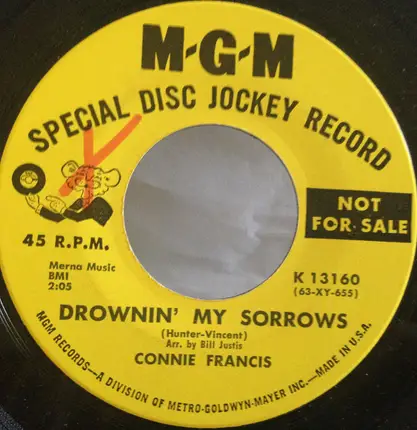 M-G-M
SPECIAL DISC JOCKEY RECORD
NOT
FOR SALE
45 R.P.M.
Merna Music
BMI
2:05
K 13160
(63-XY-655)
DROWNIN' MY SORROWS
(Hunter-Vincent)
Arr. by Bill Justis
CONNIE FRANCIS
MGM RECORDS—A DIVISION OF METRO-GOLDWYN-MAYER INC.—MADE IN U.S.A.